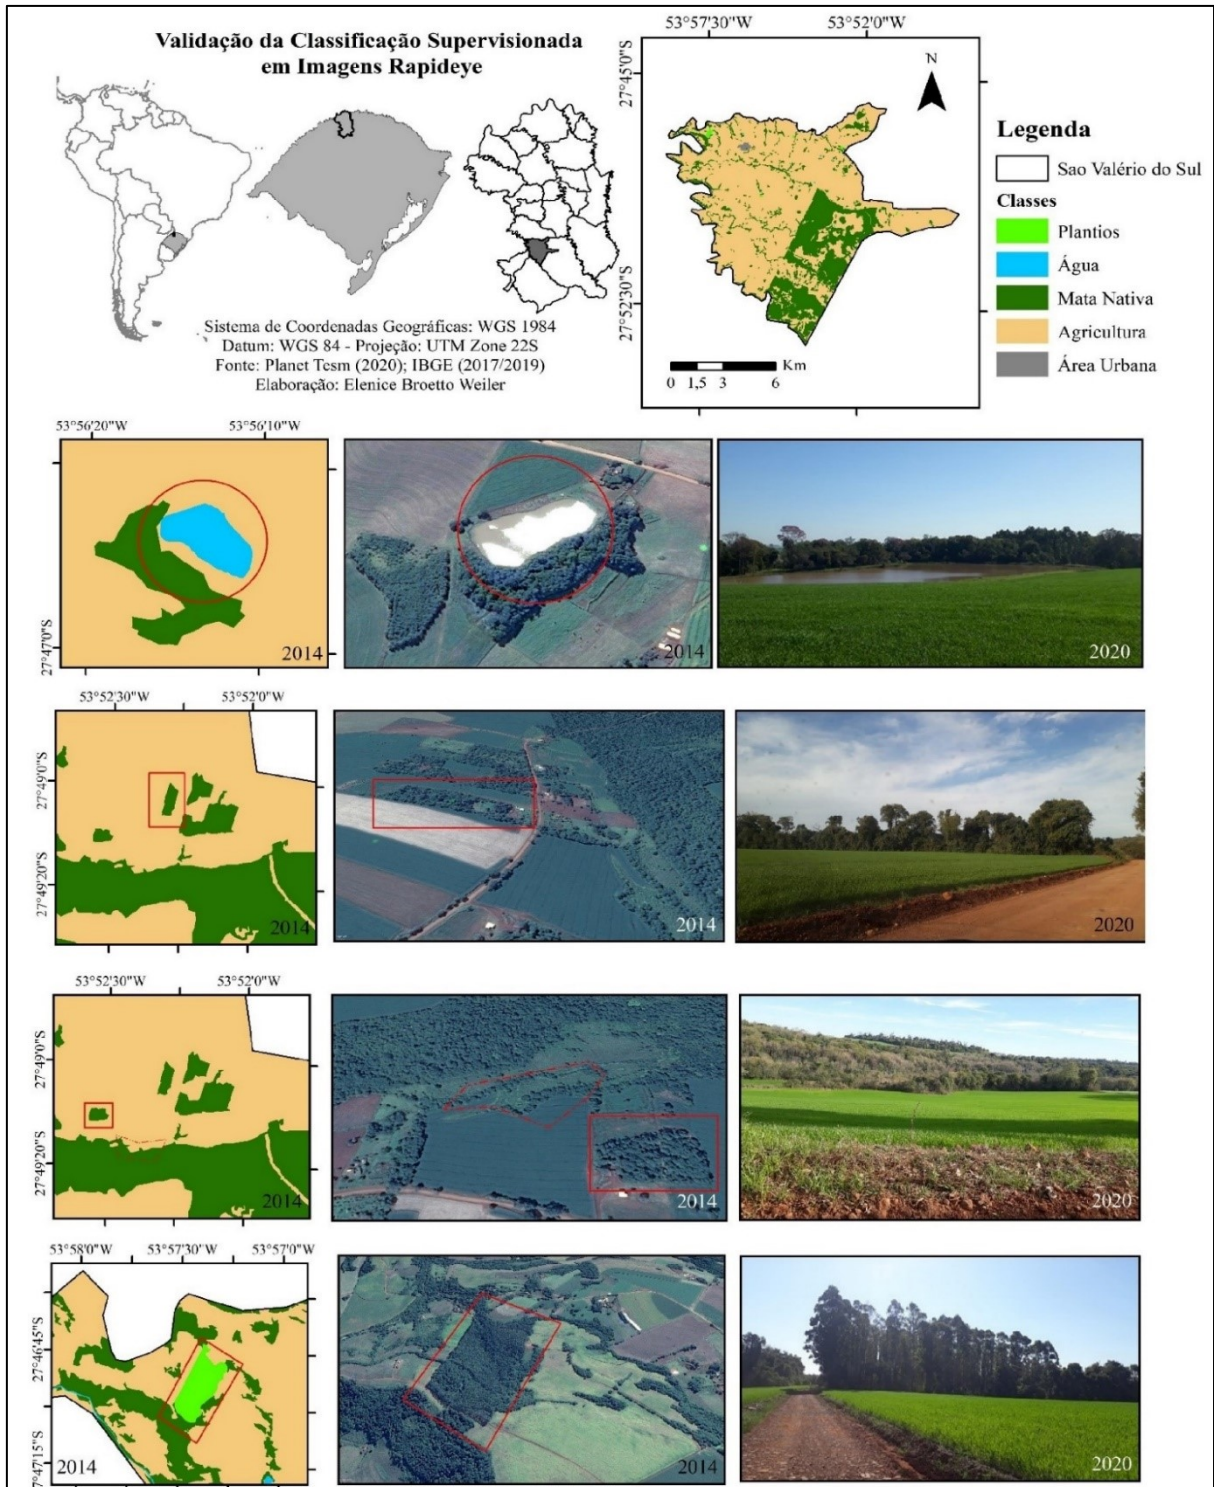 Validação da Classificação Supervisionada
em Imagens Rapideye
Sistema de Coordenadas Geográficas: WGS 1984
Datum: WGS 84 - Projeção: UTM Zone 22S
Fonte: Planet Tesm (2020); IBGE (2017/2019)
Elaboração: Elenice Broetto Weiler
53°57'30"W 53°52'0"W
27°45'0"S
27°52'30"S
N
Km
0 1,5 3 6
Legenda
Sao Valério do Sul
Classes
Plantios
Água
Mata Nativa
Agricultura
Área Urbana
53°56'20"W 53°56'10"W
27°47'0"S
2014
2014
2020
53°52'30"W 53°52'0"W
27°49'0"S
27°49'20"S
2014
2014
2020
53°52'30"W 53°52'0"W
27°49'0"S
27°49'20"S
2014
2014
2020
53°58'0"W 53°57'30"W 53°57'0"W
27°46'45"S
27°47'15"S
2014
2014
2020